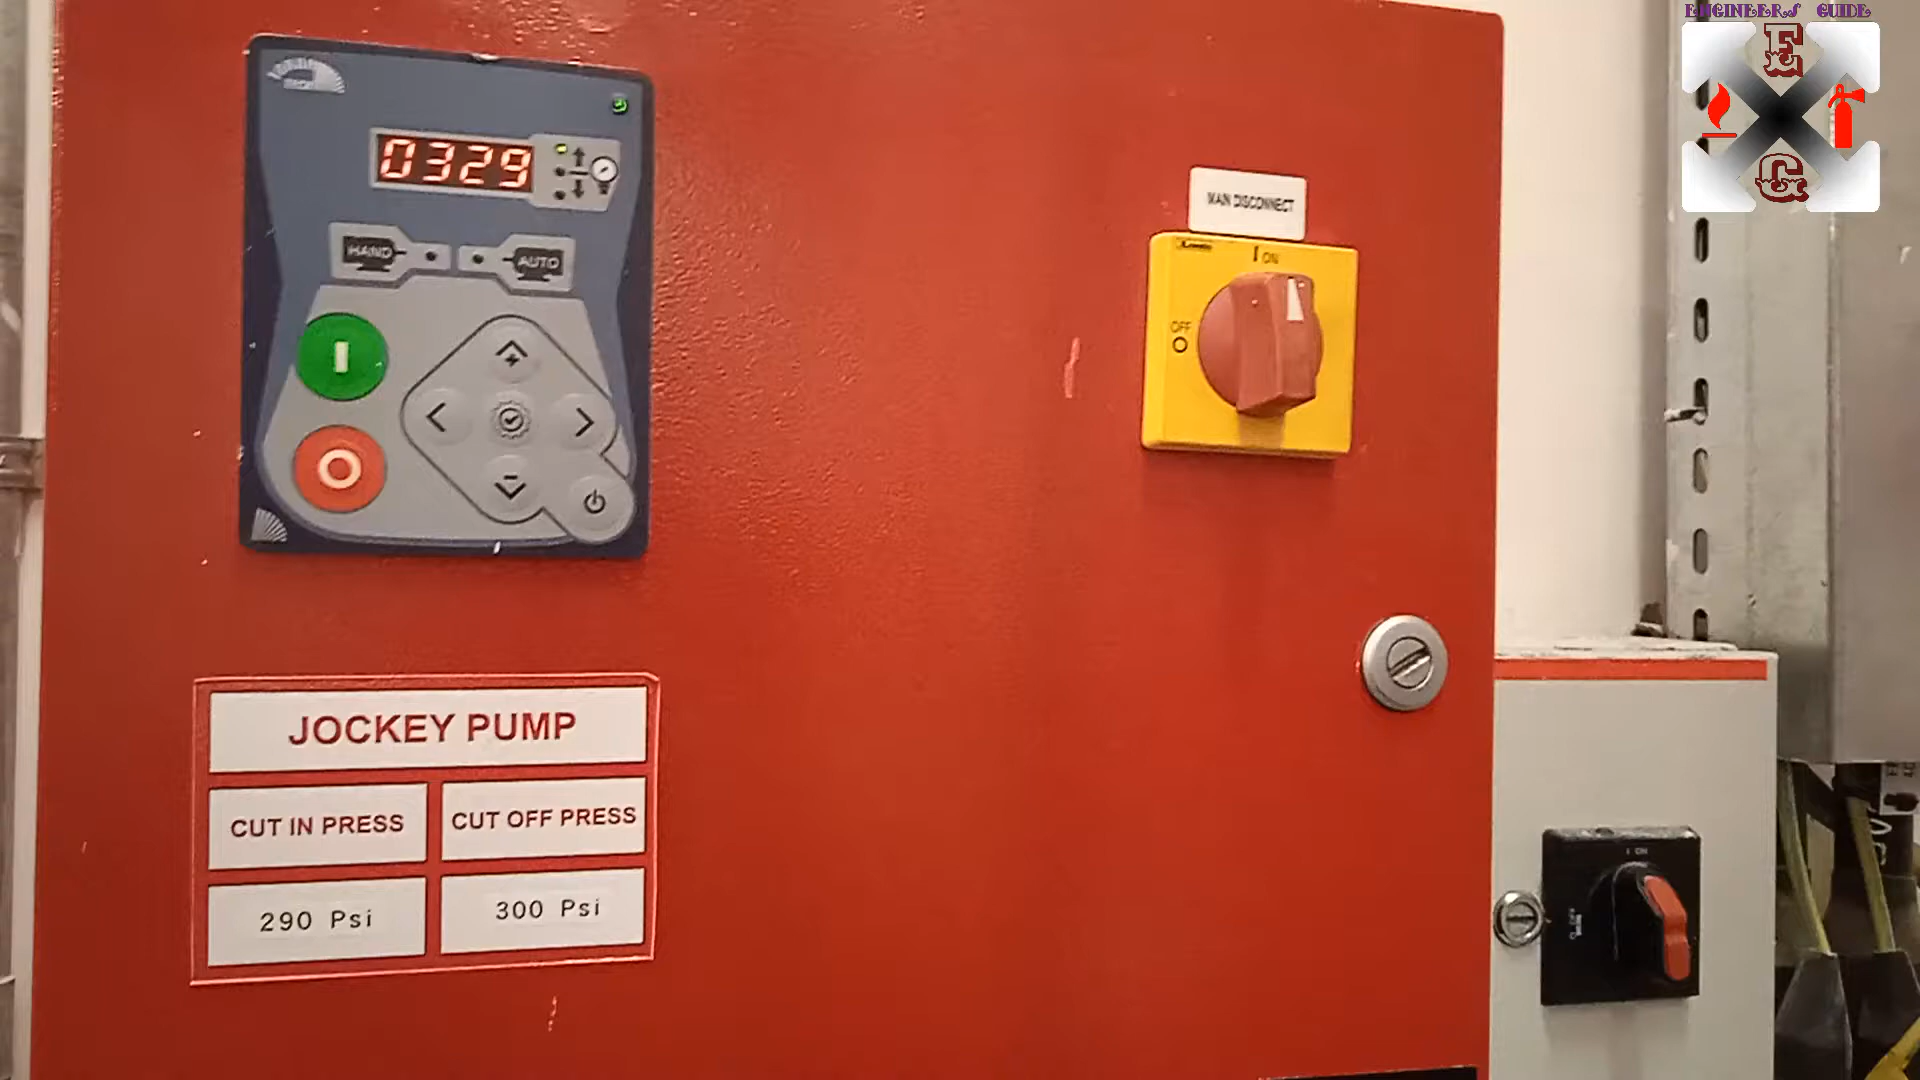 ENGINEERS GUIDE
E
G
0329
HAND
AUTO
MAIN DISCONNECT
I ON
OFF
O
JOCKEY PUMP
CUT IN PRESS
CUT OFF PRESS
290 Psi
300 Psi
I ON